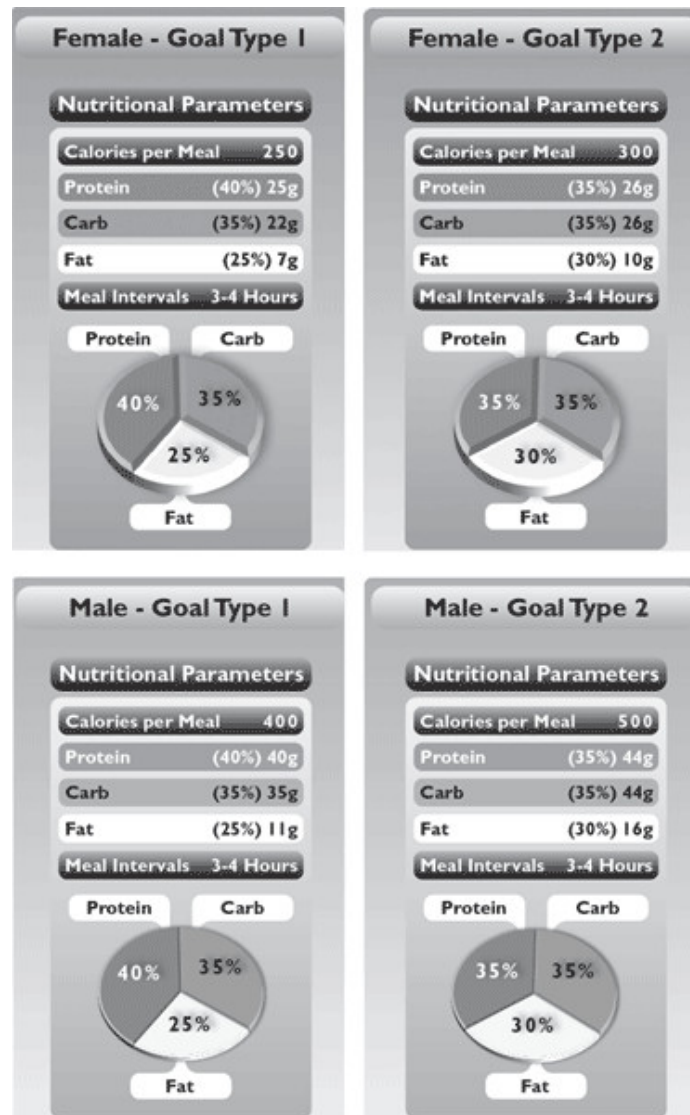 Female - Goal Type 1
Nutritional Parameters
Calories per Meal 250
Protein (40%) 25g
Carb (35%) 22g
Fat (25%) 7g
Meal Intervals 3-4 Hours
Protein Carb
40% 35%
25%
Fat
Female - Goal Type 2
Nutritional Parameters
Calories per Meal 300
Protein (35%) 26g
Carb (35%) 26g
Fat (30%) 10g
Meal Intervals 3-4 Hours
Protein Carb
35% 35%
30%
Fat
Male - Goal Type 1
Nutritional Parameters
Calories per Meal 400
Protein (40%) 40g
Carb (35%) 35g
Fat (25%) 11g
Meal Intervals 3-4 Hours
Protein Carb
40% 35%
25%
Fat
Male - Goal Type 2
Nutritional Parameters
Calories per Meal 500
Protein (35%) 44g
Carb (35%) 44g
Fat (30%) 16g
Meal Intervals 3-4 Hours
Protein Carb
35% 35%
30%
Fat